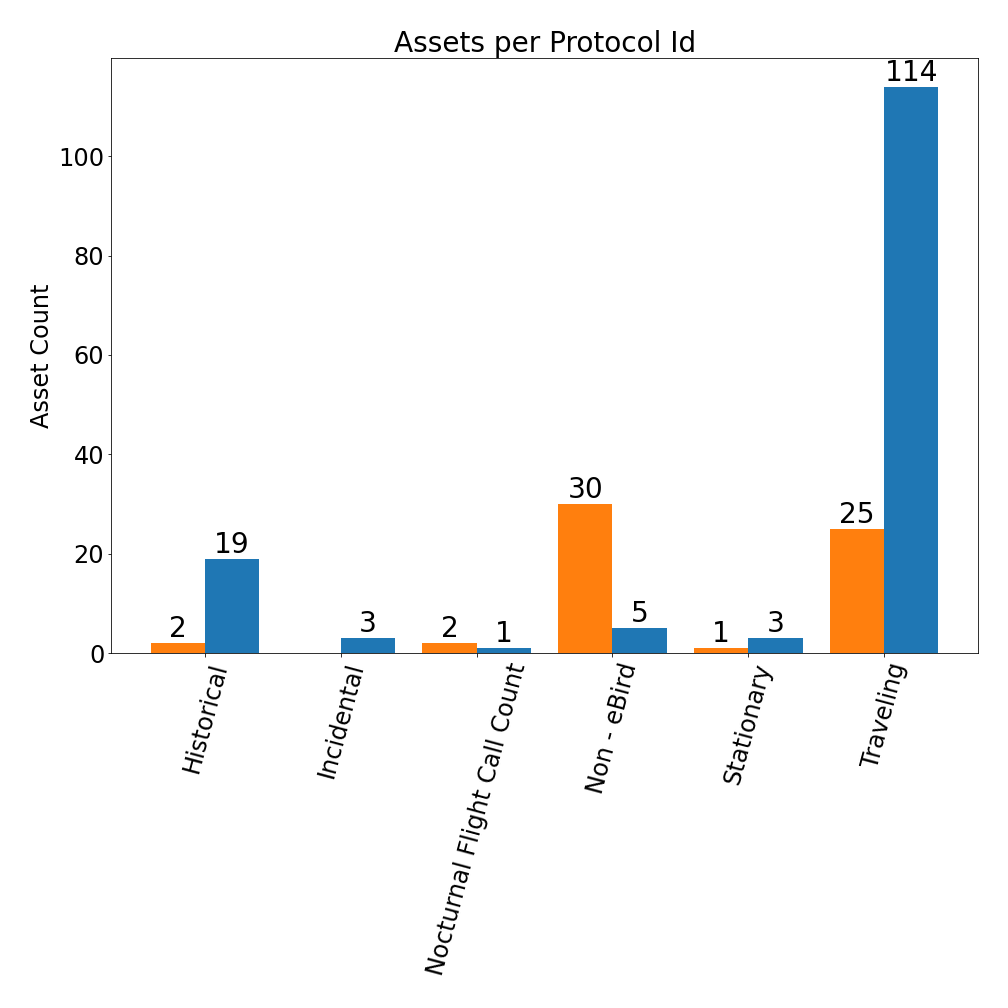 Assets per Protocol Id
Asset Count
100
80
60
40
20
0
2
19
3
2
1
30
5
1
3
25
114
Historical
Incidental
Nocturnal Flight Call Count
Non - eBird
Stationary
Traveling